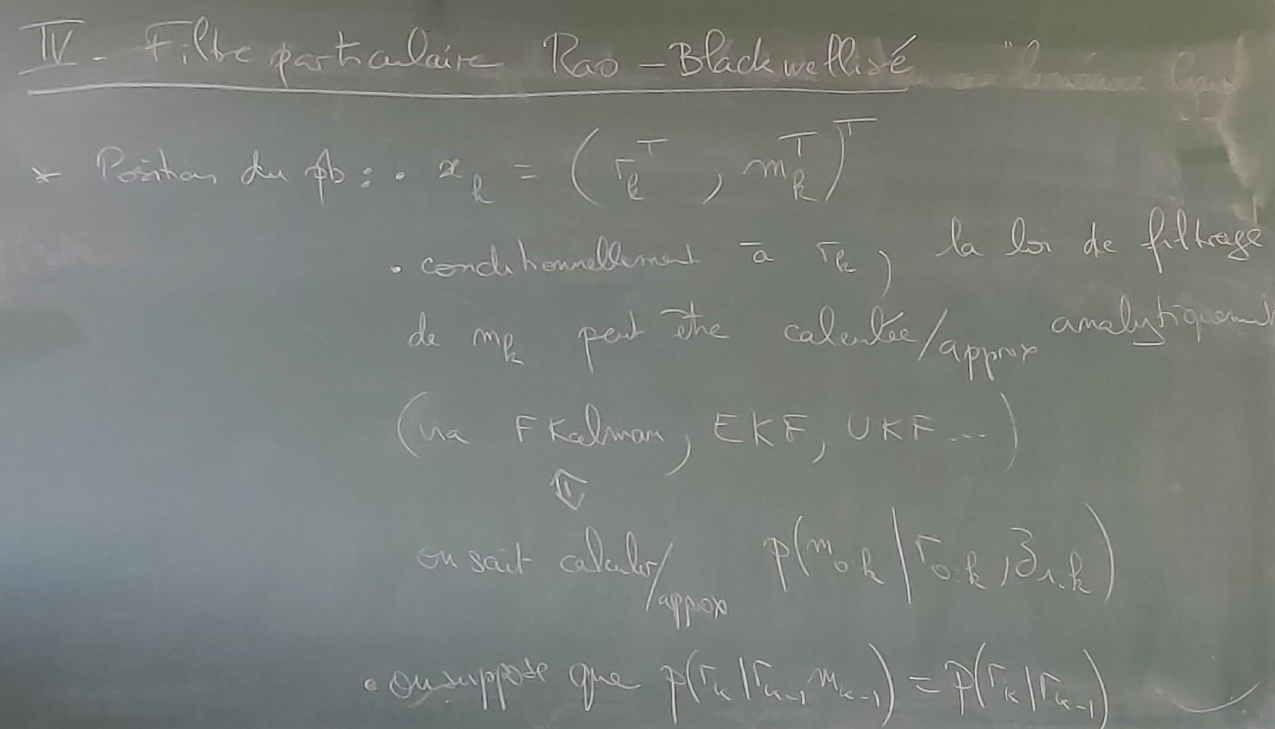 IV - Filtre particulaire Rao-Blackwellisé
* Position du pb : • x_k = (r_k^T, m_k^T)^T
• conditionnellement à r_k, la loi de filtrage
de m_k peut être calculée/approx analytiquement
(via F Kalman, EKF, UKF...)
⇕
on sait calculer/approx p(m_{0:k} | r_{0:k}, z_{1:k})
• on suppose que p(r_k | r_{k-1}, m_{k-1}) = p(r_k | r_{k-1})